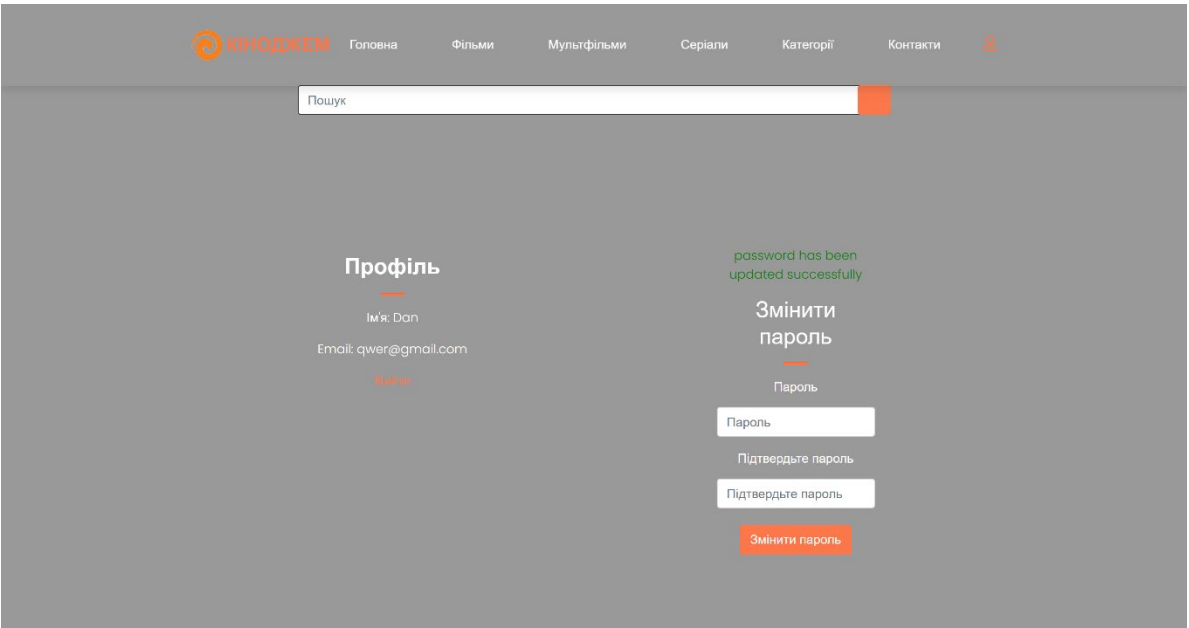 КІНОДЖЕМ Головна Фільми Мультфільми Серіали Категорії Контакти
Пошук
Профіль
Ім'я: Dan
Email: qwer@gmail.com
password has been
updated successfully
Змінити
пароль
Пароль
Пароль
Підтвердьте пароль
Підтвердьте пароль
Змінити пароль